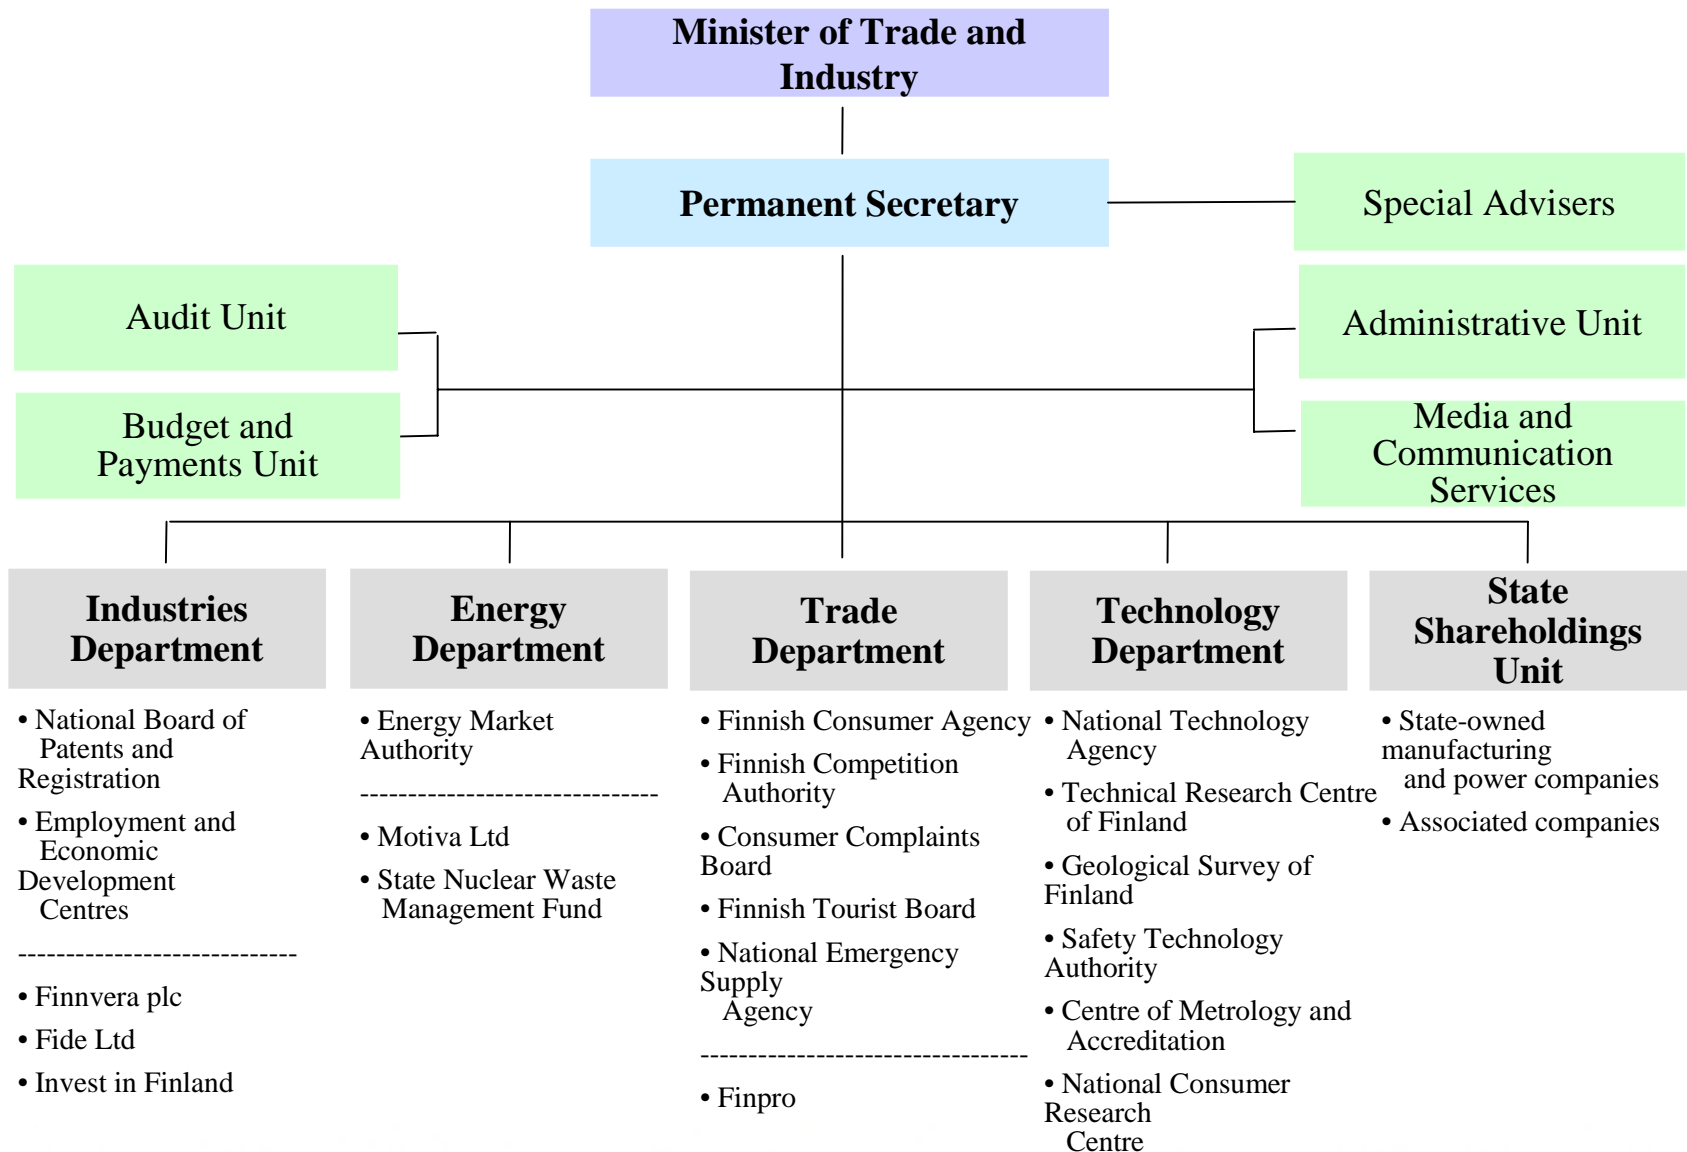 Minister of Trade and
Industry
Permanent Secretary
Special Advisers
Audit Unit
Administrative Unit
Budget and
Payments Unit
Media and
Communication
Services
Industries
Department
Energy
Department
Trade
Department
Technology
Department
State
Shareholdings
Unit
• National Board of
Patents and
Registration
• Employment and
Economic
Development
Centres
-----------------------------
• Finnvera plc
• Fide Ltd
• Invest in Finland
• Energy Market
Authority
-------------------------------
• Motiva Ltd
• State Nuclear Waste
Management Fund
• Finnish Consumer Agency
• Finnish Competition
Authority
• Consumer Complaints
Board
• Finnish Tourist Board
• National Emergency
Supply
Agency
----------------------------------
• Finpro
• National Technology
Agency
• Technical Research Centre
of Finland
• Geological Survey of
Finland
• Safety Technology
Authority
• Centre of Metrology and
Accreditation
• National Consumer
Research
Centre
• State-owned
manufacturing
and power companies
• Associated companies